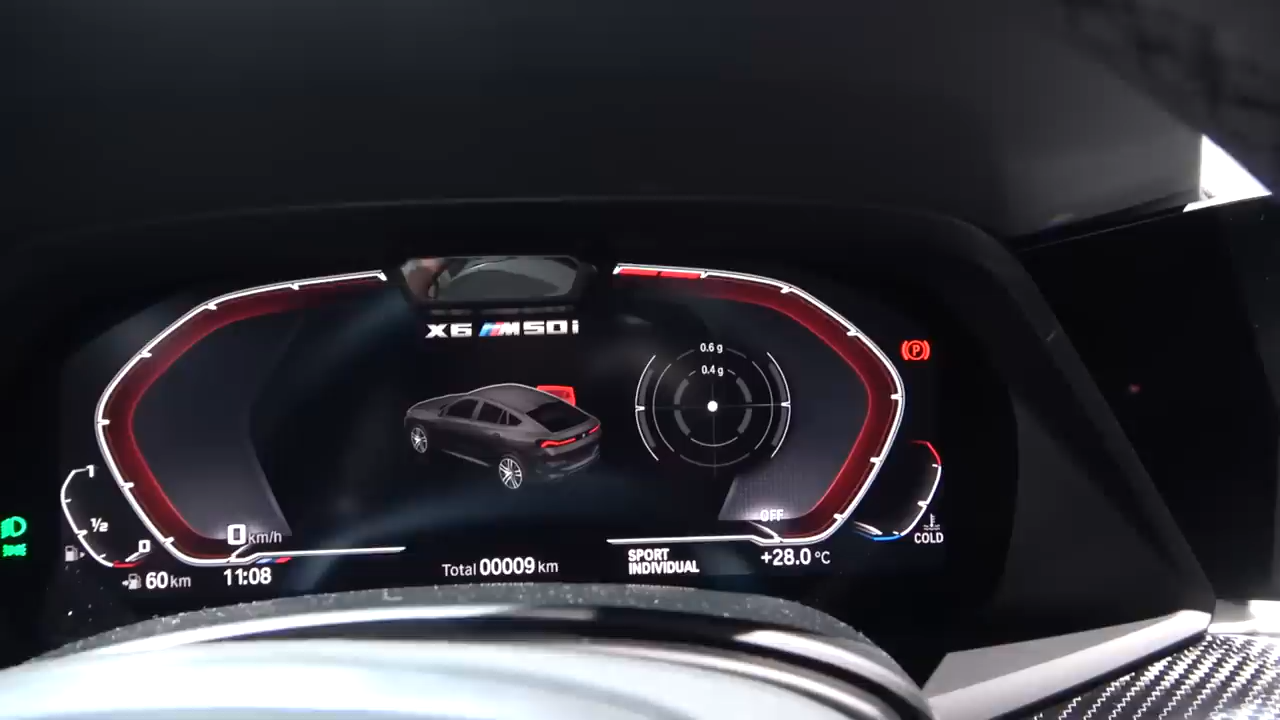 X6 M50i
0.6 g
0.4 g
P
1
½
0
0 km/h
OFF
COLD
60 km
11:08
Total 00009 km
SPORT
INDIVIDUAL
+28.0 °C